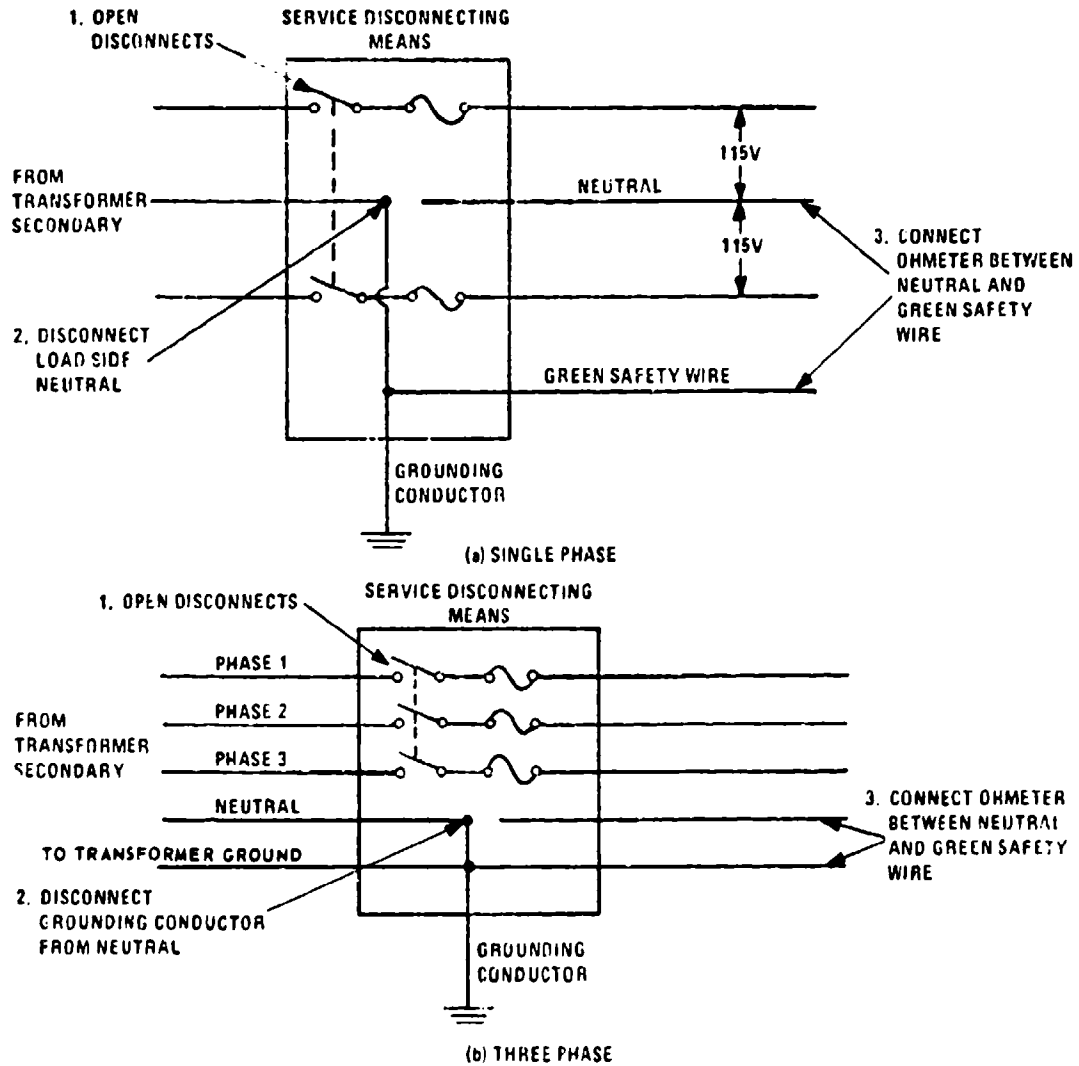 1. OPEN
DISCONNECTS
SERVICE DISCONNECTING
MEANS
FROM
TRANSFORMER
SECONDARY
115V
NEUTRAL
115V
3. CONNECT
OHMETER BETWEEN
NEUTRAL AND
GREEN SAFETY
WIRE
2. DISCONNECT
LOAD SIDE
NEUTRAL
GREEN SAFETY WIRE
GROUNDING
CONDUCTOR
(a) SINGLE PHASE
1. OPEN DISCONNECTS
SERVICE DISCONNECTING
MEANS
PHASE 1
FROM
TRANSFORMER
SECONDARY
PHASE 2
PHASE 3
NEUTRAL
3. CONNECT OHMETER
BETWEEN NEUTRAL
AND GREEN SAFETY
WIRE
TO TRANSFORMER GROUND
2. DISCONNECT
GROUNDING CONDUCTOR
FROM NEUTRAL
GROUNDING
CONDUCTOR
(b) THREE PHASE